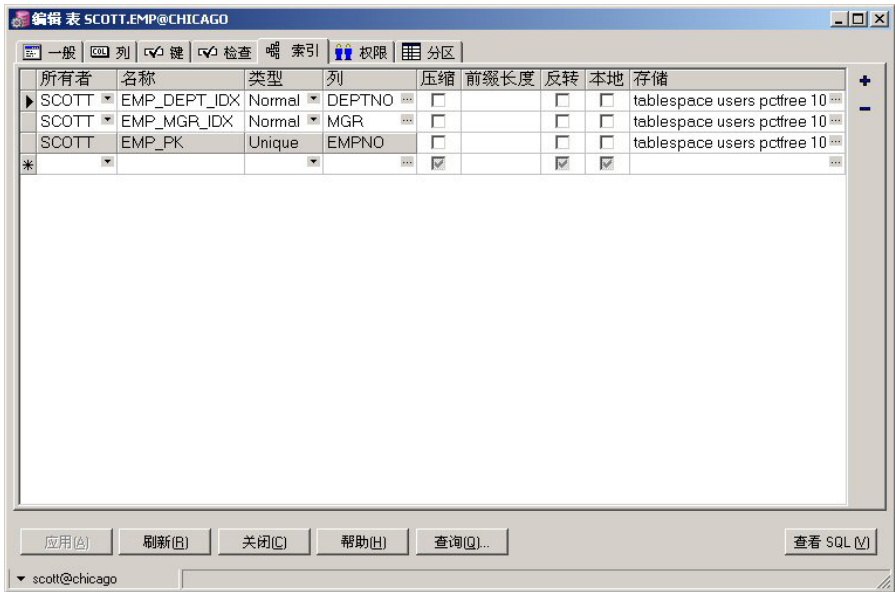 编辑 表 SCOTT.EMP@CHICAGO
一般 列 键 检查 索引 权限 分区
所有者 名称 类型 列 压缩 前缀长度 反转 本地 存储
SCOTT EMP_DEPT_IDX Normal DEPTNO ... tablespace users pctfree 10 ...
SCOTT EMP_MGR_IDX Normal MGR ... tablespace users pctfree 10 ...
SCOTT EMP_PK Unique EMPNO tablespace users pctfree 10 ...
应用(A) 刷新(R) 关闭(C) 帮助(H) 查询(Q)... 查看 SQL (V)
scott@chicago